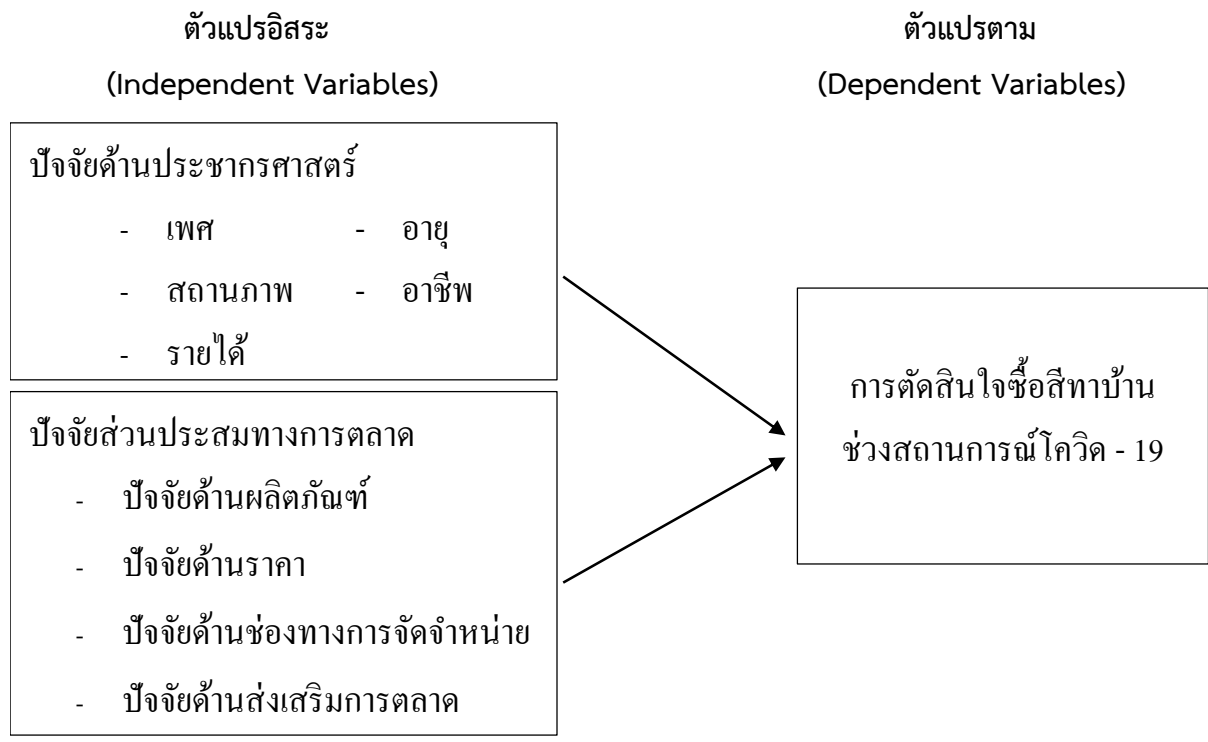 ตัวแปรอิสระ
(Independent Variables)
ปัจจัยด้านประชากรศาสตร์
- เพศ - อายุ
- สถานภาพ - อาชีพ
- รายได้
ปัจจัยส่วนประสมทางการตลาด
- ปัจจัยด้านผลิตภัณฑ์
- ปัจจัยด้านราคา
- ปัจจัยด้านช่องทางการจัดจำหน่าย
- ปัจจัยด้านส่งเสริมการตลาด
ตัวแปรตาม
(Dependent Variables)
การตัดสินใจซื้อสีทาบ้าน
ช่วงสถานการณ์โควิด - 19